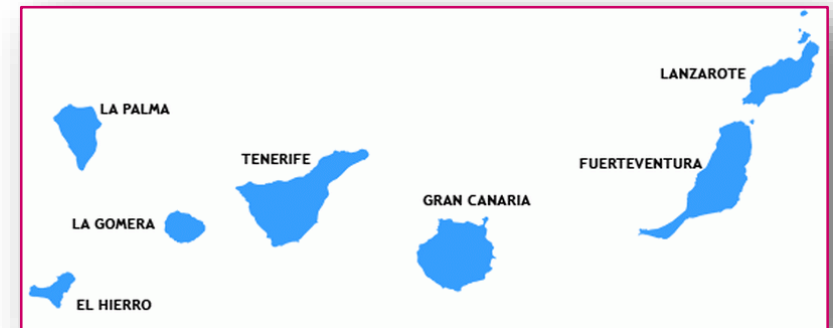 LANZAROTE
LA PALMA
TENERIFE
FUERTEVENTURA
GRAN CANARIA
LA GOMERA
EL HIERRO